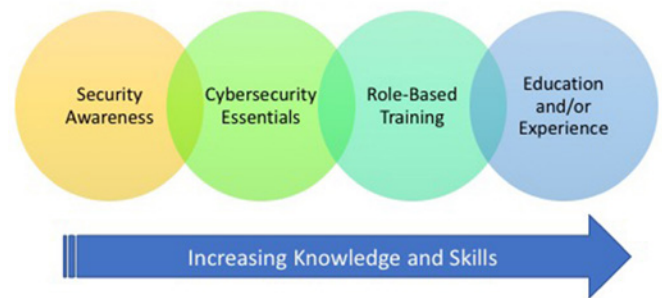 Security
Awareness
Cybersecurity
Essentials
Role-Based
Training
Education
and/or
Experience
Increasing Knowledge and Skills